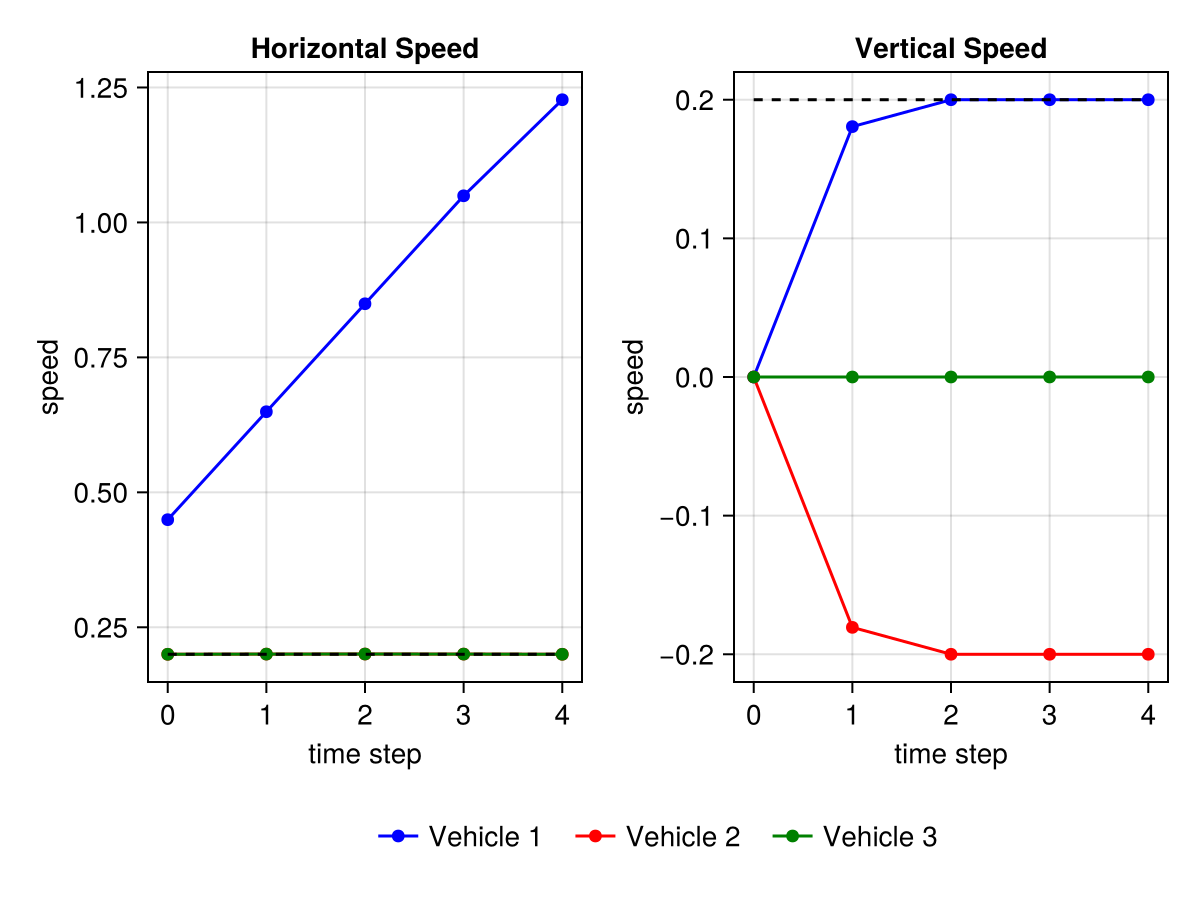 Horizontal Speed
Vertical Speed
1.25
1.00
0.75
0.50
0.25
speed
0 1 2 3 4
time step
0.2
0.1
0.0
−0.1
−0.2
speed
0 1 2 3 4
time step
Vehicle 1 Vehicle 2 Vehicle 3